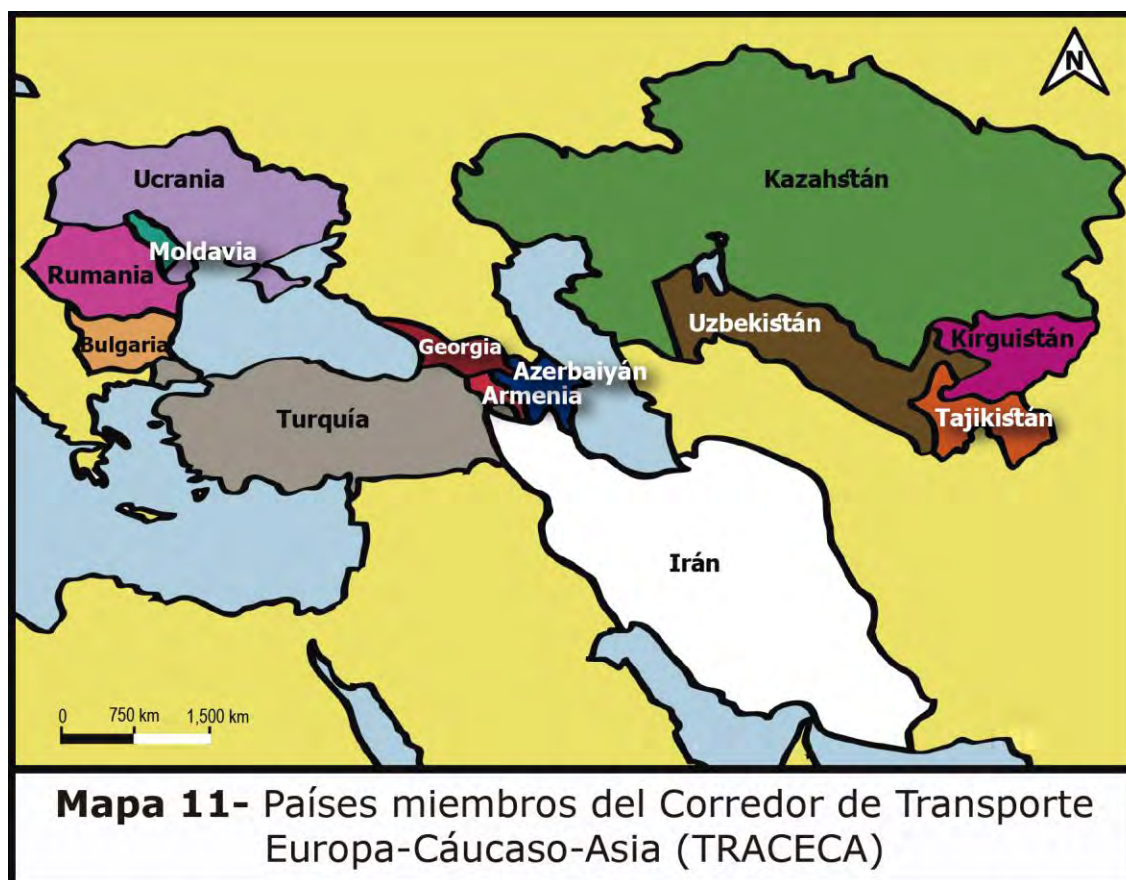 N
Ucrania
Kazahstán
Moldavia
Rumania
Uzbekistán
Kirguistán
Bulgaria
Georgia
Azerbaiyán
Armenia
Tajikistán
Turquía
Irán
0 750 km 1,500 km
Mapa 11- Países miembros del Corredor de Transporte
Europa-Cáucaso-Asia (TRACECA)